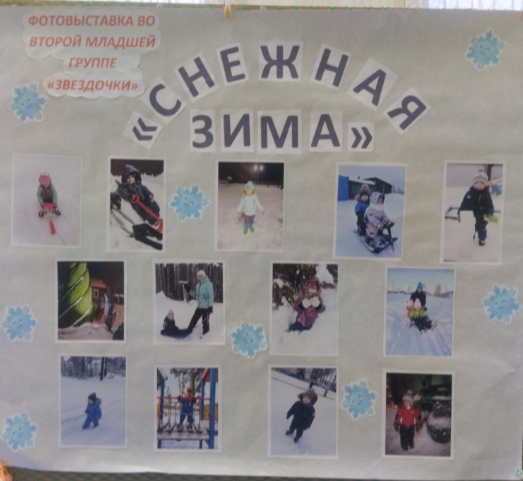 ФОТОВЫСТАВКА ВО
ВТОРОЙ МЛАДШЕЙ
ГРУППЕ
«ЗВЕЗДОЧКИ»
«СНЕЖНАЯ
ЗИМА»